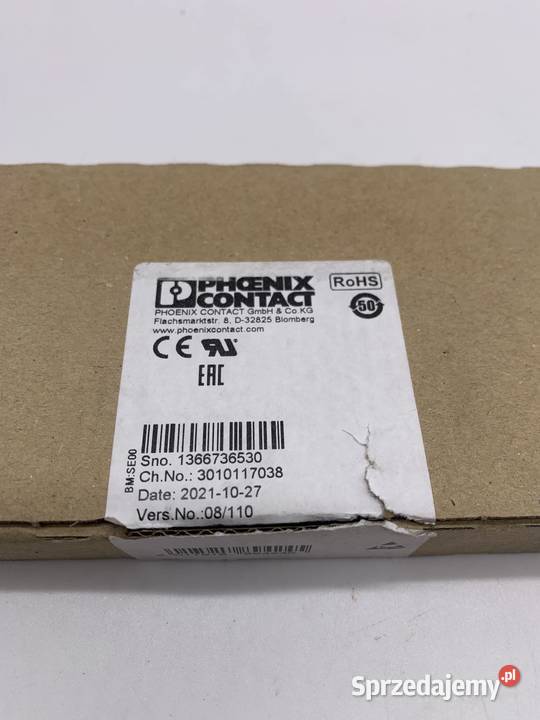 PHŒNIX
CONTACT
RoHS
50
PHOENIX CONTACT GmbH & Co KG
Flachsmarktstr. 8, D-32825 Blomberg
www.phoenixcontact.com
CE
EAC
BM:SE00
Sno. 1366736530
Ch.No.: 3010117038
Date: 2021-10-27
Vers.No.:08/110
Sprzedajemy.pl